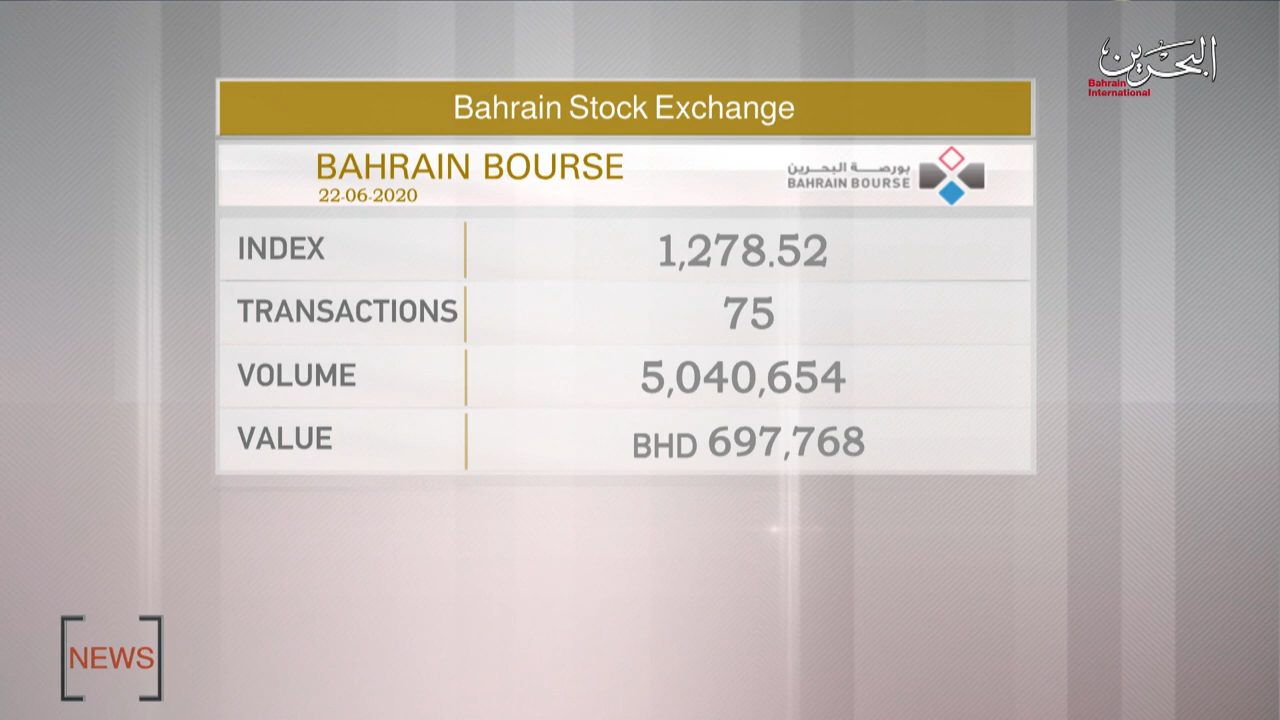 البحرين
Bahrain
International
Bahrain Stock Exchange
BAHRAIN BOURSE
22-06-2020
بورصة البحرين
BAHRAIN BOURSE
INDEX 1,278.52
TRANSACTIONS 75
VOLUME 5,040,654
VALUE BHD 697,768
NEWS